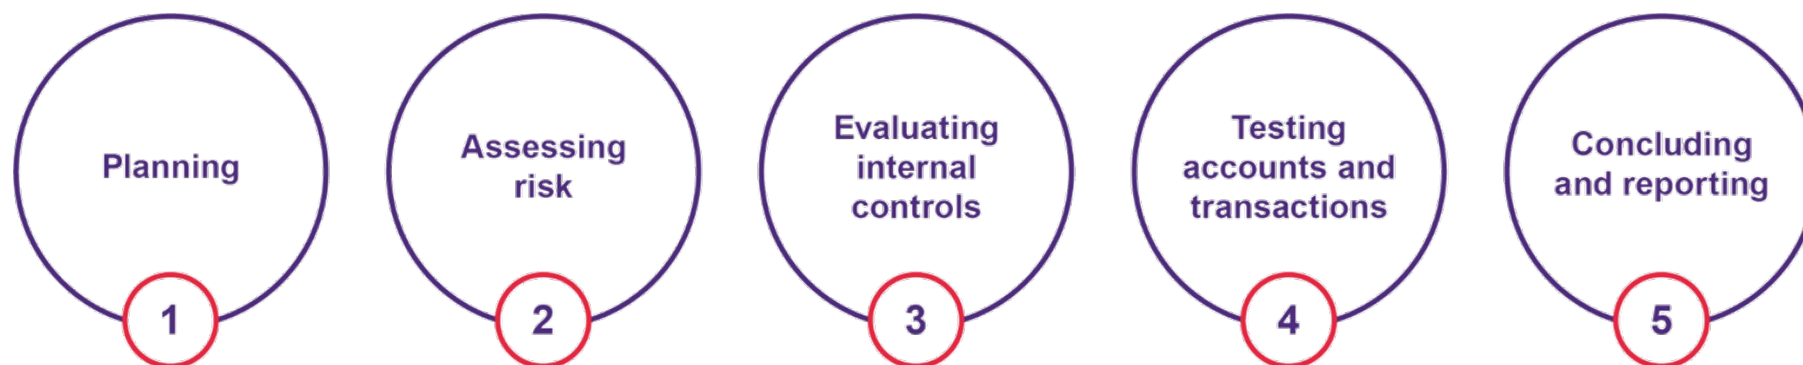 Planning
1
Assessing
risk
2
Evaluating
internal
controls
3
Testing
accounts and
transactions
4
Concluding
and reporting
5